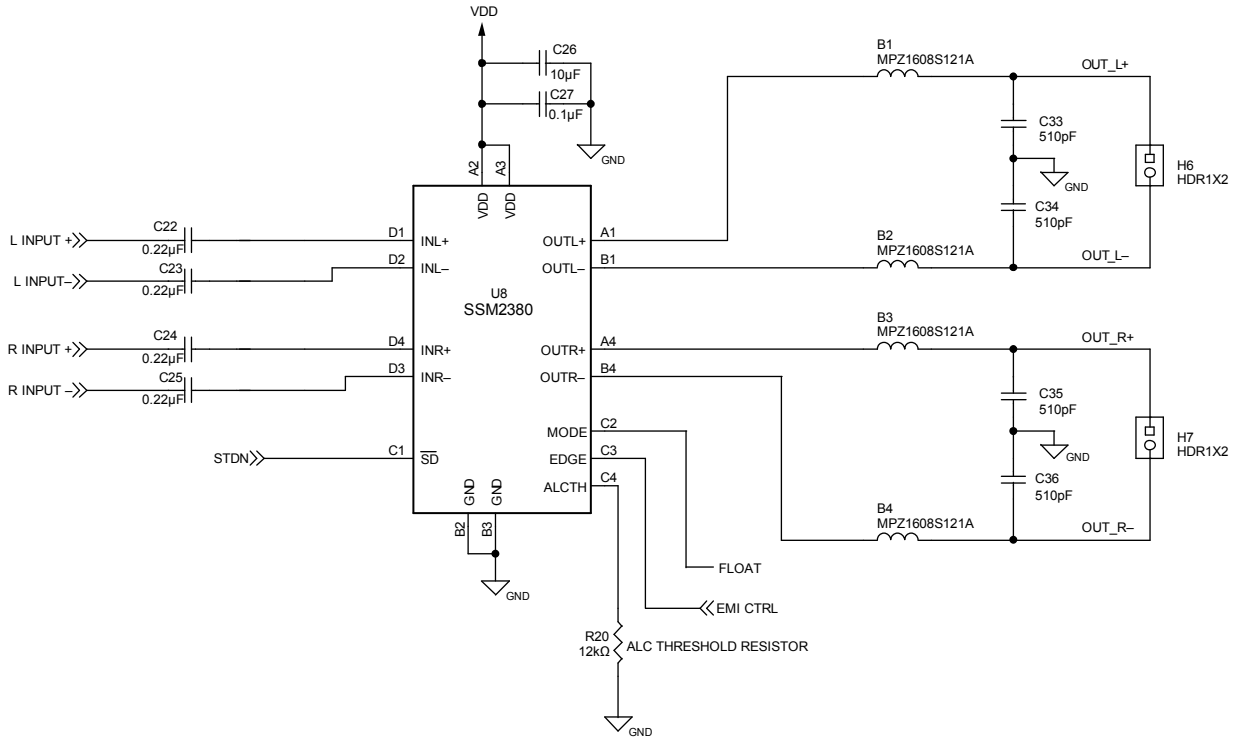 VDD
C26
10µF
C27
0.1µF
GND
A2
A3
VDD
VDD
B1
MPZ1608S121A
OUT_L+
C33
510pF
GND
C34
510pF
H6
HDR1X2
B2
MPZ1608S121A
OUT_L–
L INPUT +
C22
0.22µF
D1
INL+
L INPUT–
C23
0.22µF
D2
INL–
OUTL+
A1
OUTL–
B1
U8
SSM2380
R INPUT +
C24
0.22µF
D4
INR+
R INPUT –
C25
0.22µF
D3
INR–
OUTR+
A4
OUTR–
B4
B3
MPZ1608S121A
OUT_R+
C35
510pF
GND
C36
510pF
H7
HDR1X2
B4
MPZ1608S121A
OUT_R–
STDN
C1
SD
MODE
C2
EDGE
C3
ALCTH
C4
GND
GND
B2
B3
GND
FLOAT
EMI CTRL
R20
12kΩ
ALC THRESHOLD RESISTOR
GND